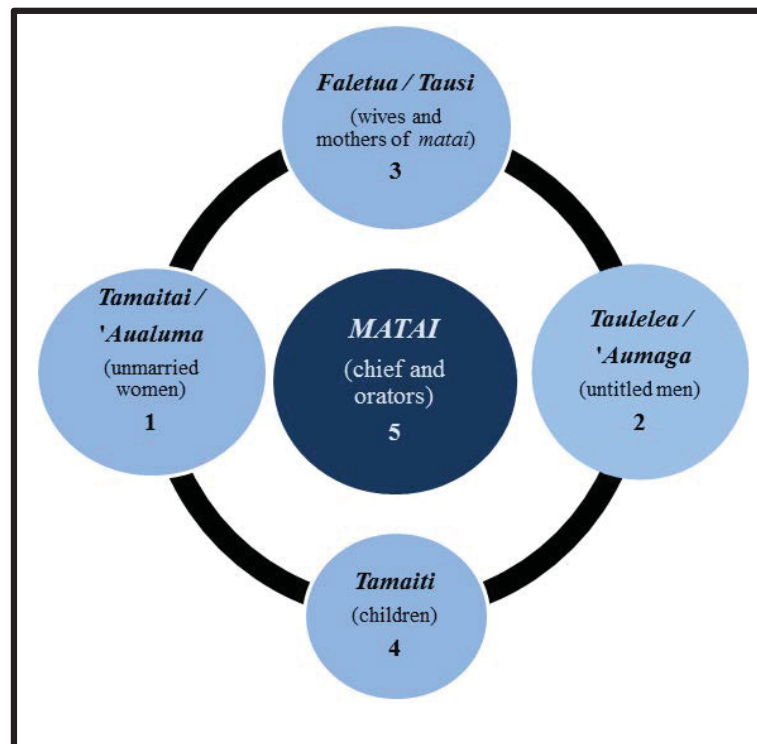 Faletua / Tausi
(wives and
mothers of matai)
3
Tamaitai /
'Aualuma
(unmarried
women)
1
MATAI
(chief and
orators)
5
Taulelea /
'Aumaga
(untitled men)
2
Tamaiti
(children)
4